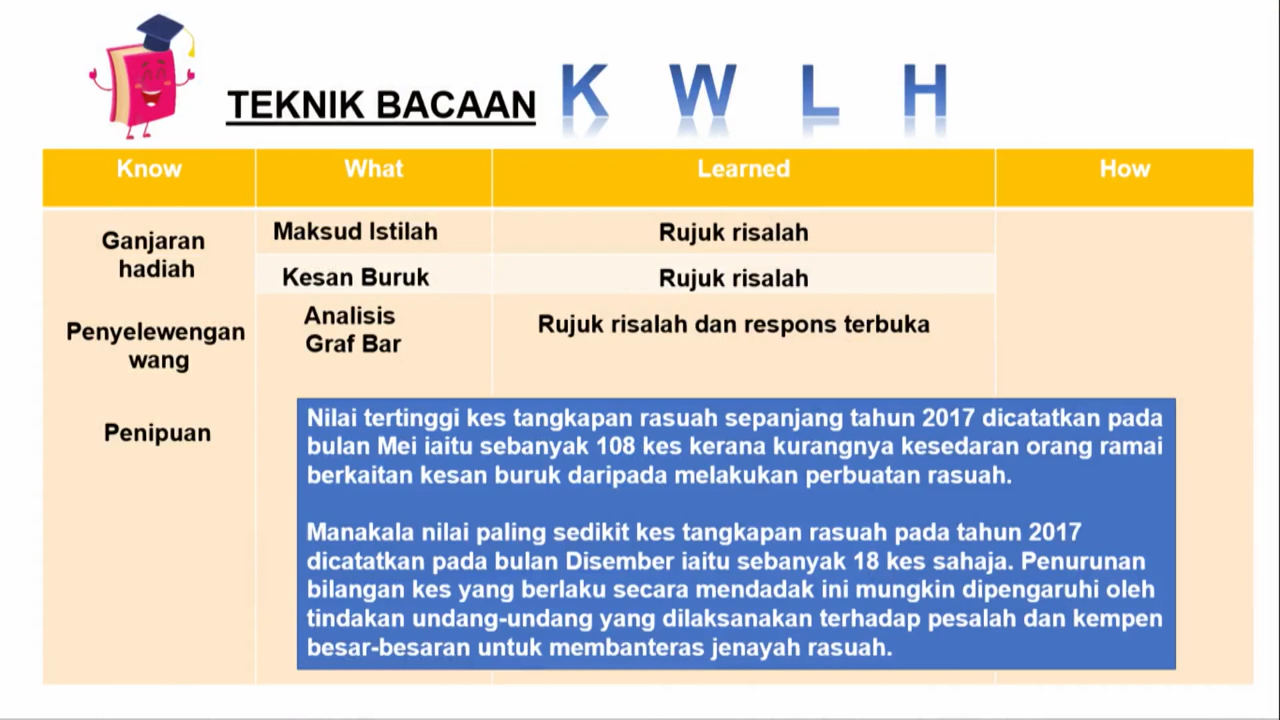 TEKNIK BACAAN K W L H
Know What Learned How
Ganjaran hadiah
Maksud Istilah
Rujuk risalah
Kesan Buruk
Rujuk risalah
Penyelewengan wang
Analisis
Graf Bar
Rujuk risalah dan respons terbuka
Penipuan
Nilai tertinggi kes tangkapan rasuah sepanjang tahun 2017 dicatatkan pada
bulan Mei iaitu sebanyak 108 kes kerana kurangnya kesedaran orang ramai
berkaitan kesan buruk daripada melakukan perbuatan rasuah.
Manakala nilai paling sedikit kes tangkapan rasuah pada tahun 2017
dicatatkan pada bulan Disember iaitu sebanyak 18 kes sahaja. Penurunan
bilangan kes yang berlaku secara mendadak ini mungkin dipengaruhi oleh
tindakan undang-undang yang dilaksanakan terhadap pesalah dan kempen
besar-besaran untuk membanteras jenayah rasuah.